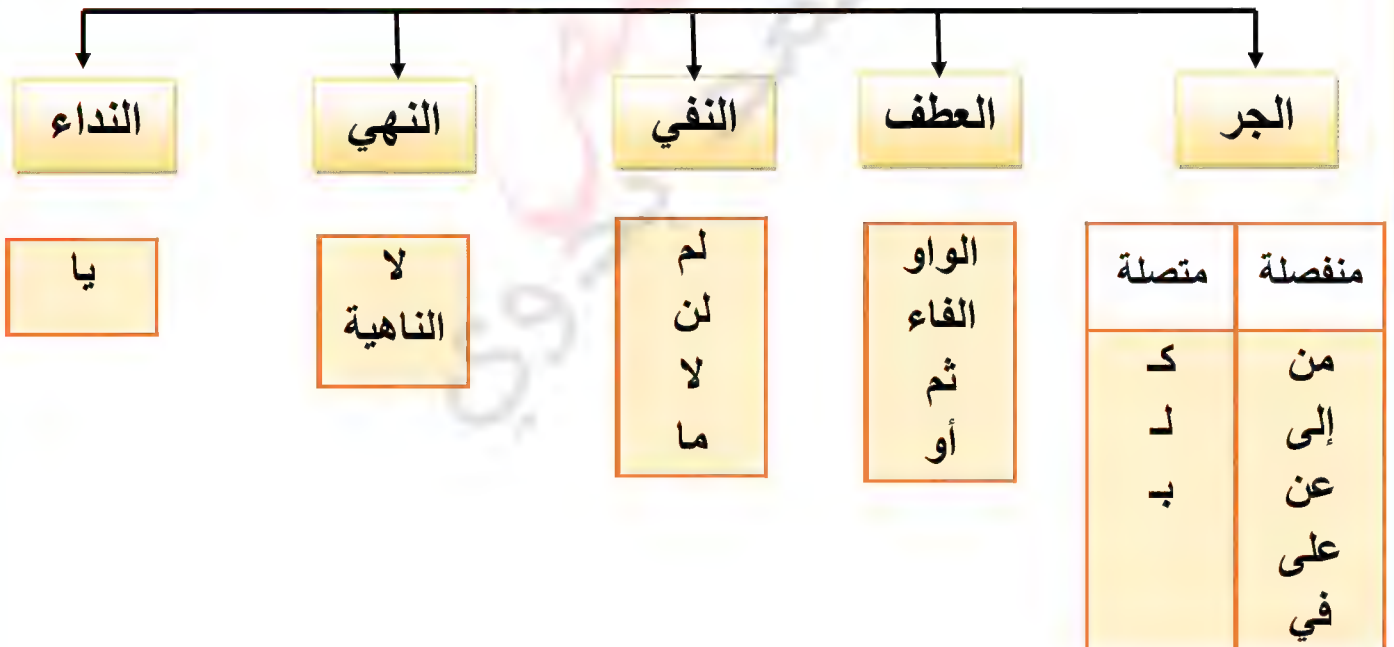 الجر
العطف
النفي
النهي
النداء
منفصلة متصلة
من كـ
إلى لـ
عن بـ
على
في
الواو
الفاء
ثم
أو
لم
لن
لا
ما
لا
الناهية
يا